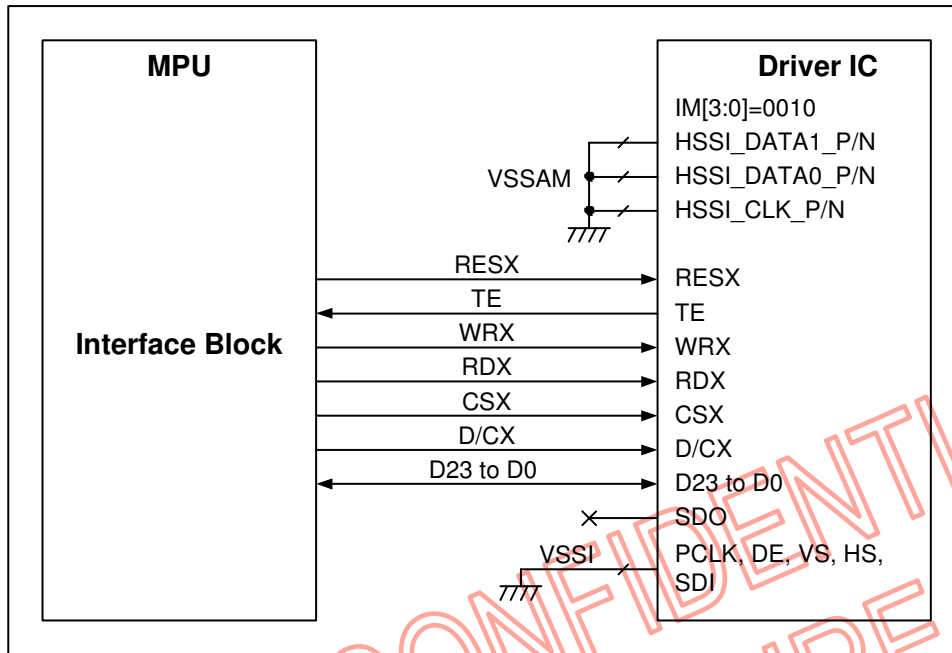 MPU
Driver IC
IM[3:0]=0010
HSSI_DATA1_P/N
VSSAM
HSSI_DATA0_P/N
HSSI_CLK_P/N
RESX
RESX
TE
TE
WRX
WRX
Interface Block
RDX
RDX
CSX
CSX
D/CX
D/CX
D23 to D0
D23 to D0
SDO
VSSI
PCLK, DE, VS, HS,
SDI